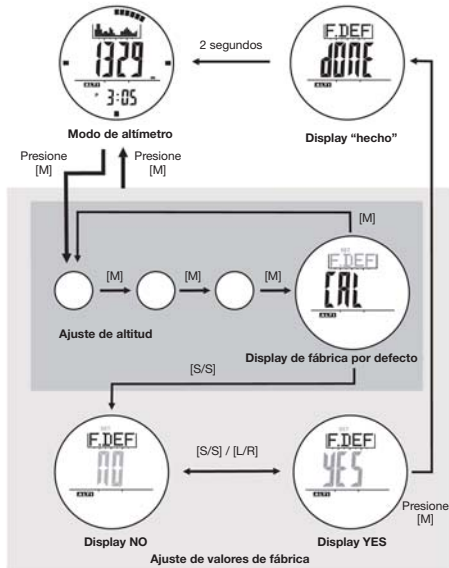 1329
ALTI
P 3:05
Modo de altímetro
2 segundos
F.DEF
dONE
ALTI
Display “hecho”
Presione
[M]
Presione
[M]
[M]
[M]
[M]
[M]
SET
F.DEF
CAL
ALTI
Ajuste de altitud
Display de fábrica por defecto
[S/S]
SET
F.DEF
NO
ALTI
[S/S] / [L/R]
SET
F.DEF
YES
ALTI
Presione
[M]
Display NO
Display YES
Ajuste de valores de fábrica